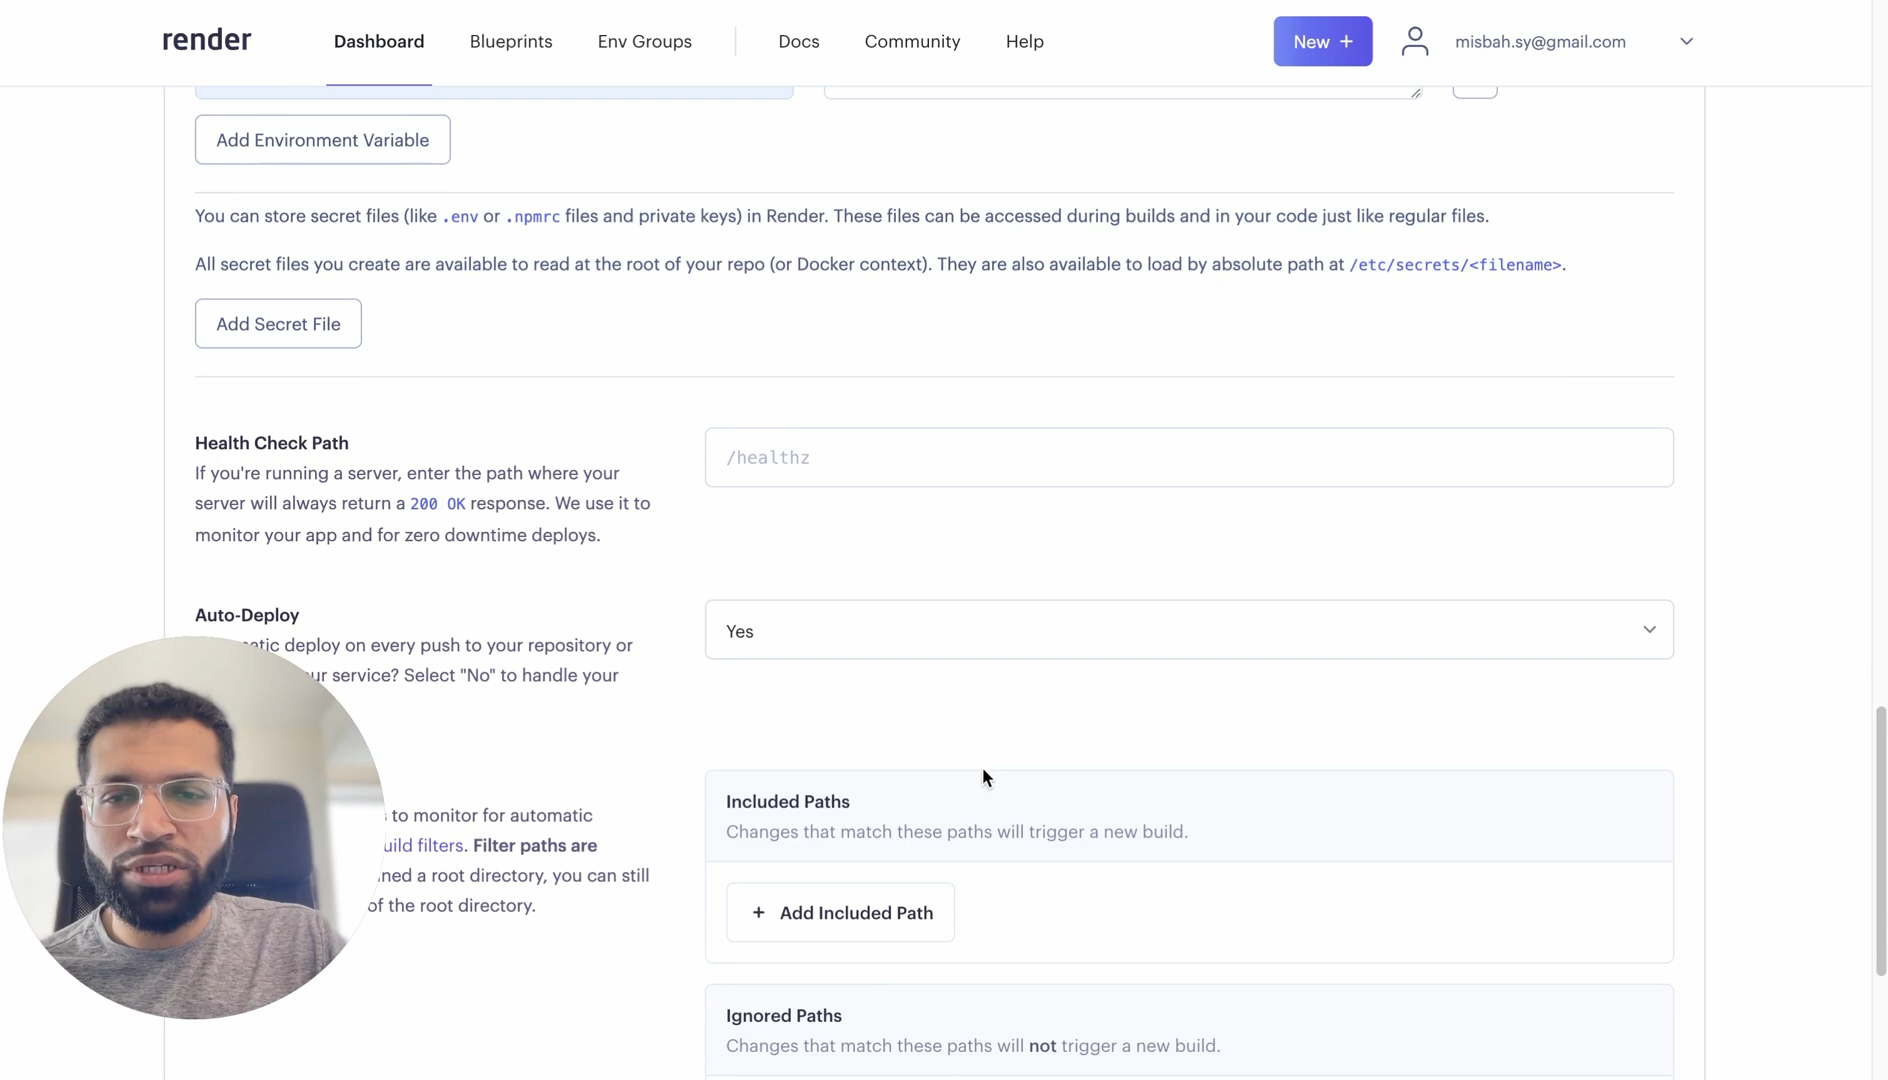 render
Dashboard
Blueprints
Env Groups
Docs
Community
Help
New +
misbah.sy@gmail.com
Add Environment Variable
You can store secret files (like .env or .npmrc files and private keys) in Render. These files can be accessed during builds and in your code just like regular files.
All secret files you create are available to read at the root of your repo (or Docker context). They are also available to load by absolute path at /etc/secrets/<filename>.
Add Secret File
Health Check Path
If you're running a server, enter the path where your
server will always return a 200 OK response. We use it to
monitor your app and for zero downtime deploys.
/healthz
Auto-Deploy
deploy on every push to your repository or
service? Select "No" to handle your
Yes
to monitor for automatic
filters. Filter paths are
a root directory, you can still
of the root directory.
Included Paths
Changes that match these paths will trigger a new build.
+ Add Included Path
Ignored Paths
Changes that match these paths will not trigger a new build.